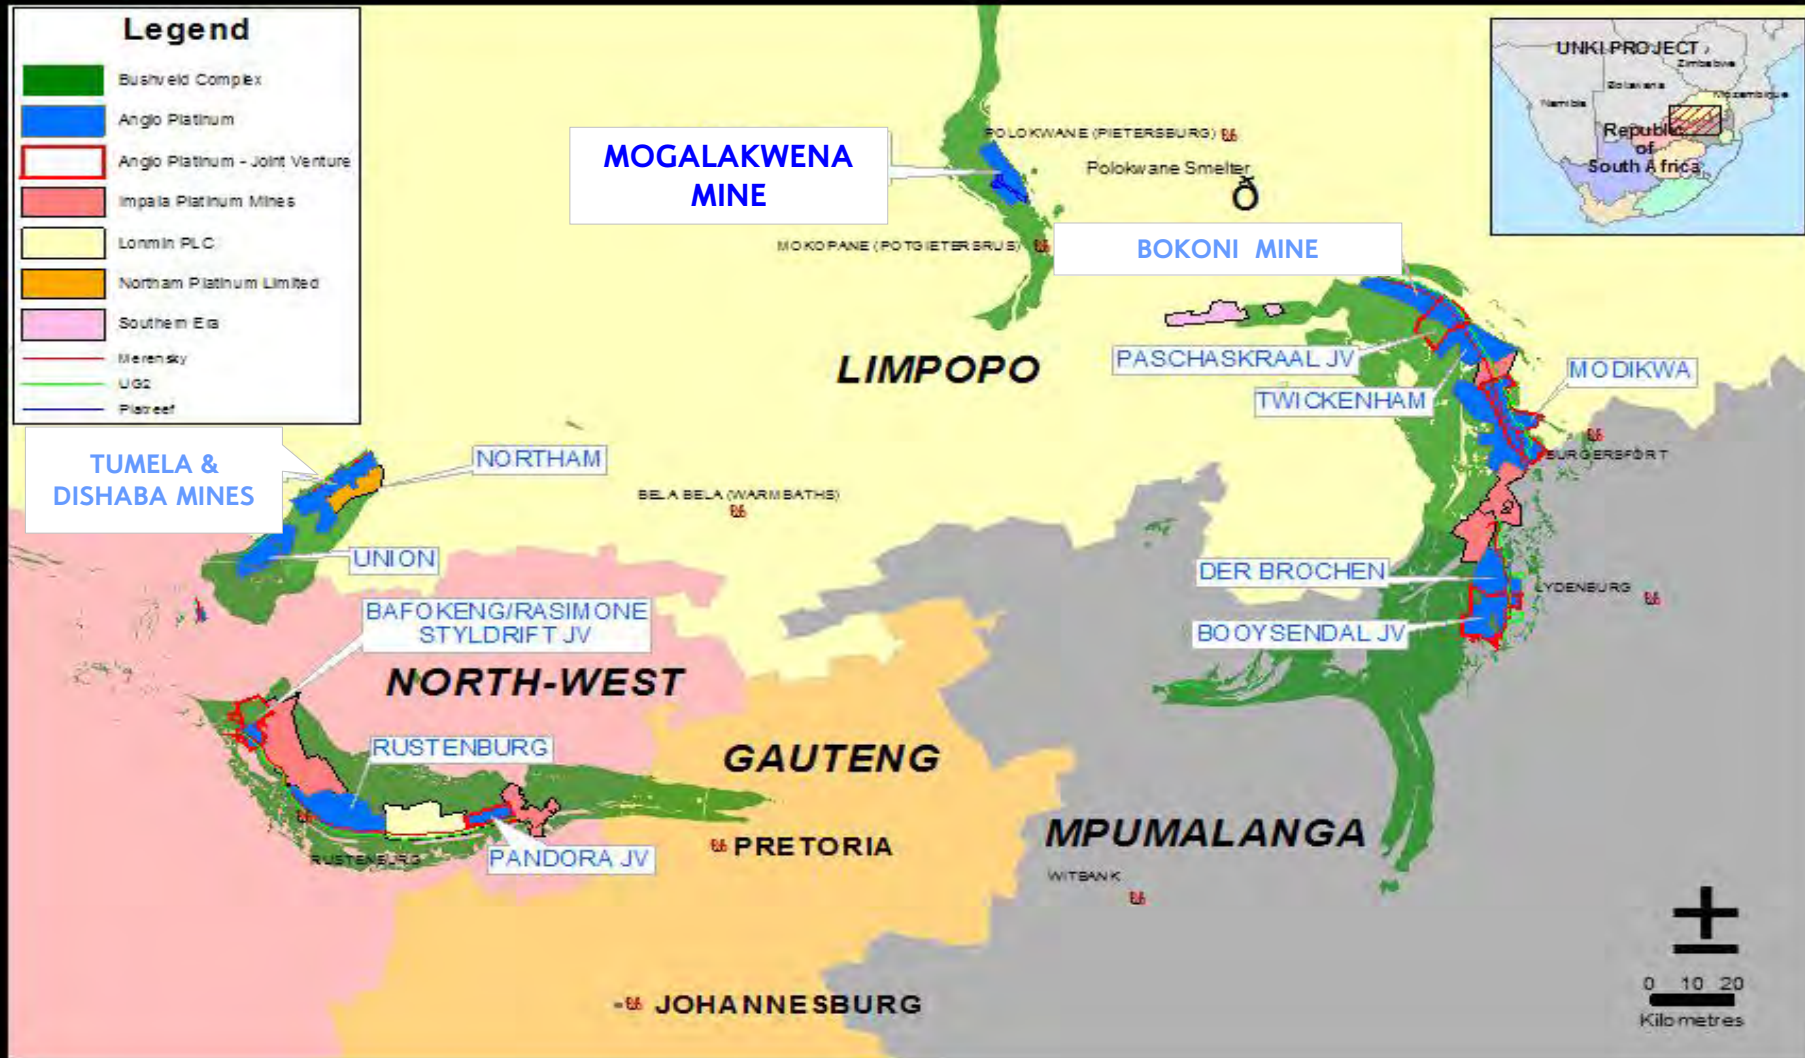 Legend
Bushveld Complex
Anglo Platinum
Anglo Platinum - Joint Venture
Impala Platinum Mines
Lonmin PLC
Northam Platinum Limited
Southern Era
Merensky
UG2
Platreef
UNKI PROJECT
Zimbabwe
Botswana
Mozambique
Namibia
Republic
of
South Africa
MOGALAKWENA
MINE
POLOKWANE (PIETERSBURG)
Polokwane Smelter
MOKOPANE (POTGIETERSRUS)
BOKONI MINE
LIMPOPO
PASCHASKRAAL JV
TWICKENHAM
MODIKWA
BURGERSFORT
TUMELA &
DISHABA MINES
NORTHAM
BELA BELA (WARMBATHS)
UNION
DER BROCHEN
LYDENBURG
BAFOKENG/RASIMONE
STYLDRIFT JV
BOOYSENDAL JV
NORTH-WEST
RUSTENBURG
GAUTENG
MPUMALANGA
PRETORIA
RUSTENBURG
PANDORA JV
WITBANK
JOHANNESBURG
0 10 20
Kilometres